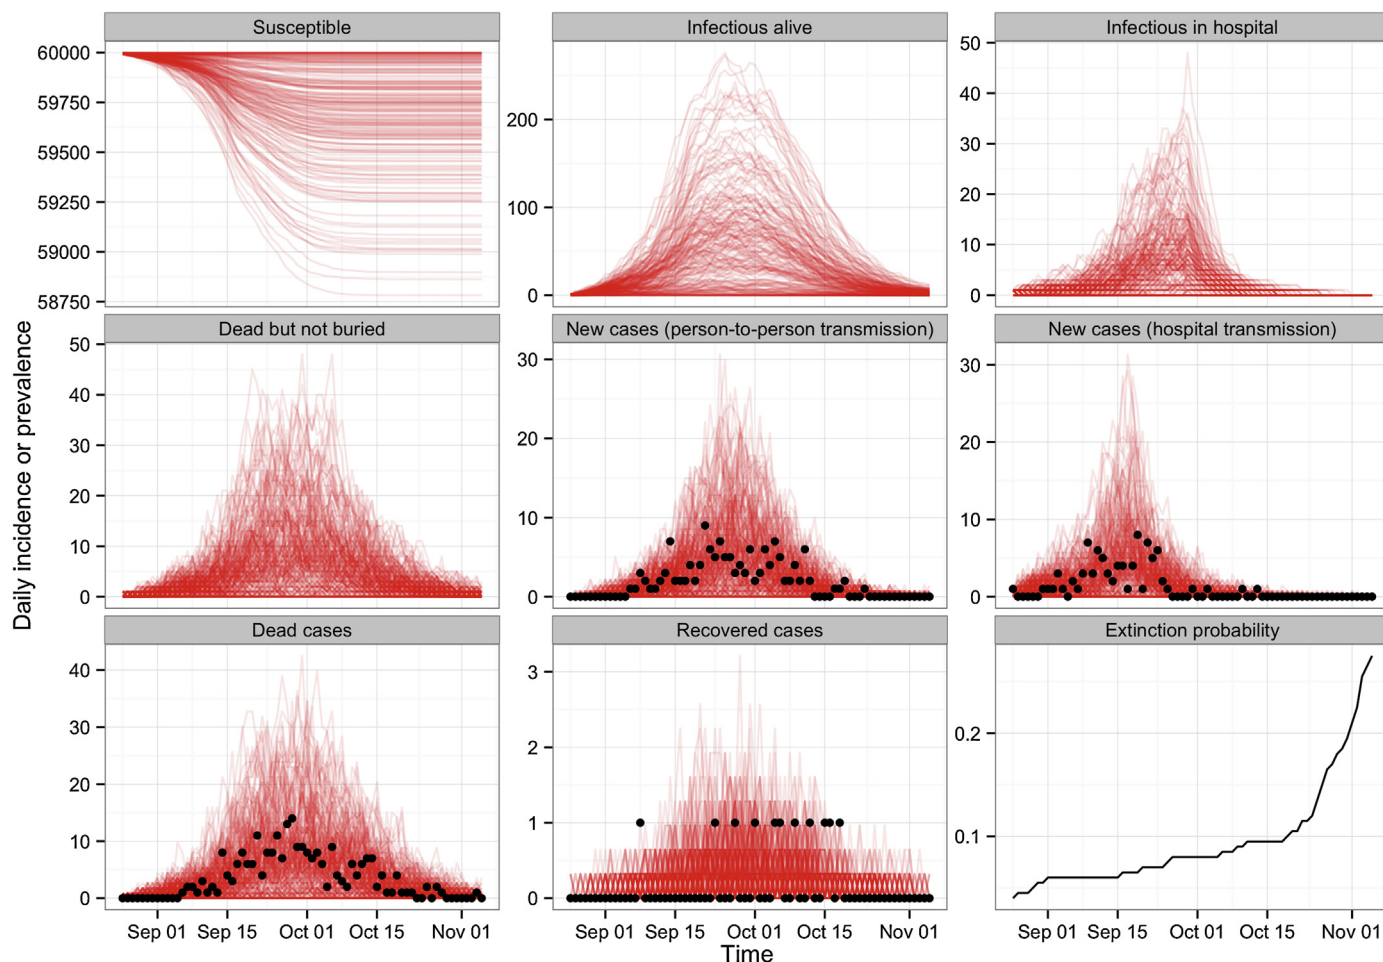 Susceptible
Infectious alive
Infectious in hospital
60000
59750
59500
59250
59000
58750
200
100
0
50
40
30
20
10
0
Daily incidence or prevalence
Dead but not buried
New cases (person-to-person transmission)
New cases (hospital transmission)
50
40
30
20
10
0
30
20
10
0
30
20
10
0
Dead cases
Recovered cases
Extinction probability
40
30
20
10
0
3
2
1
0
0.2
0.1
Sep 01 Sep 15 Oct 01 Oct 15 Nov 01
Sep 01 Sep 15 Oct 01 Oct 15 Nov 01
Sep 01 Sep 15 Oct 01 Oct 15 Nov 01
Time